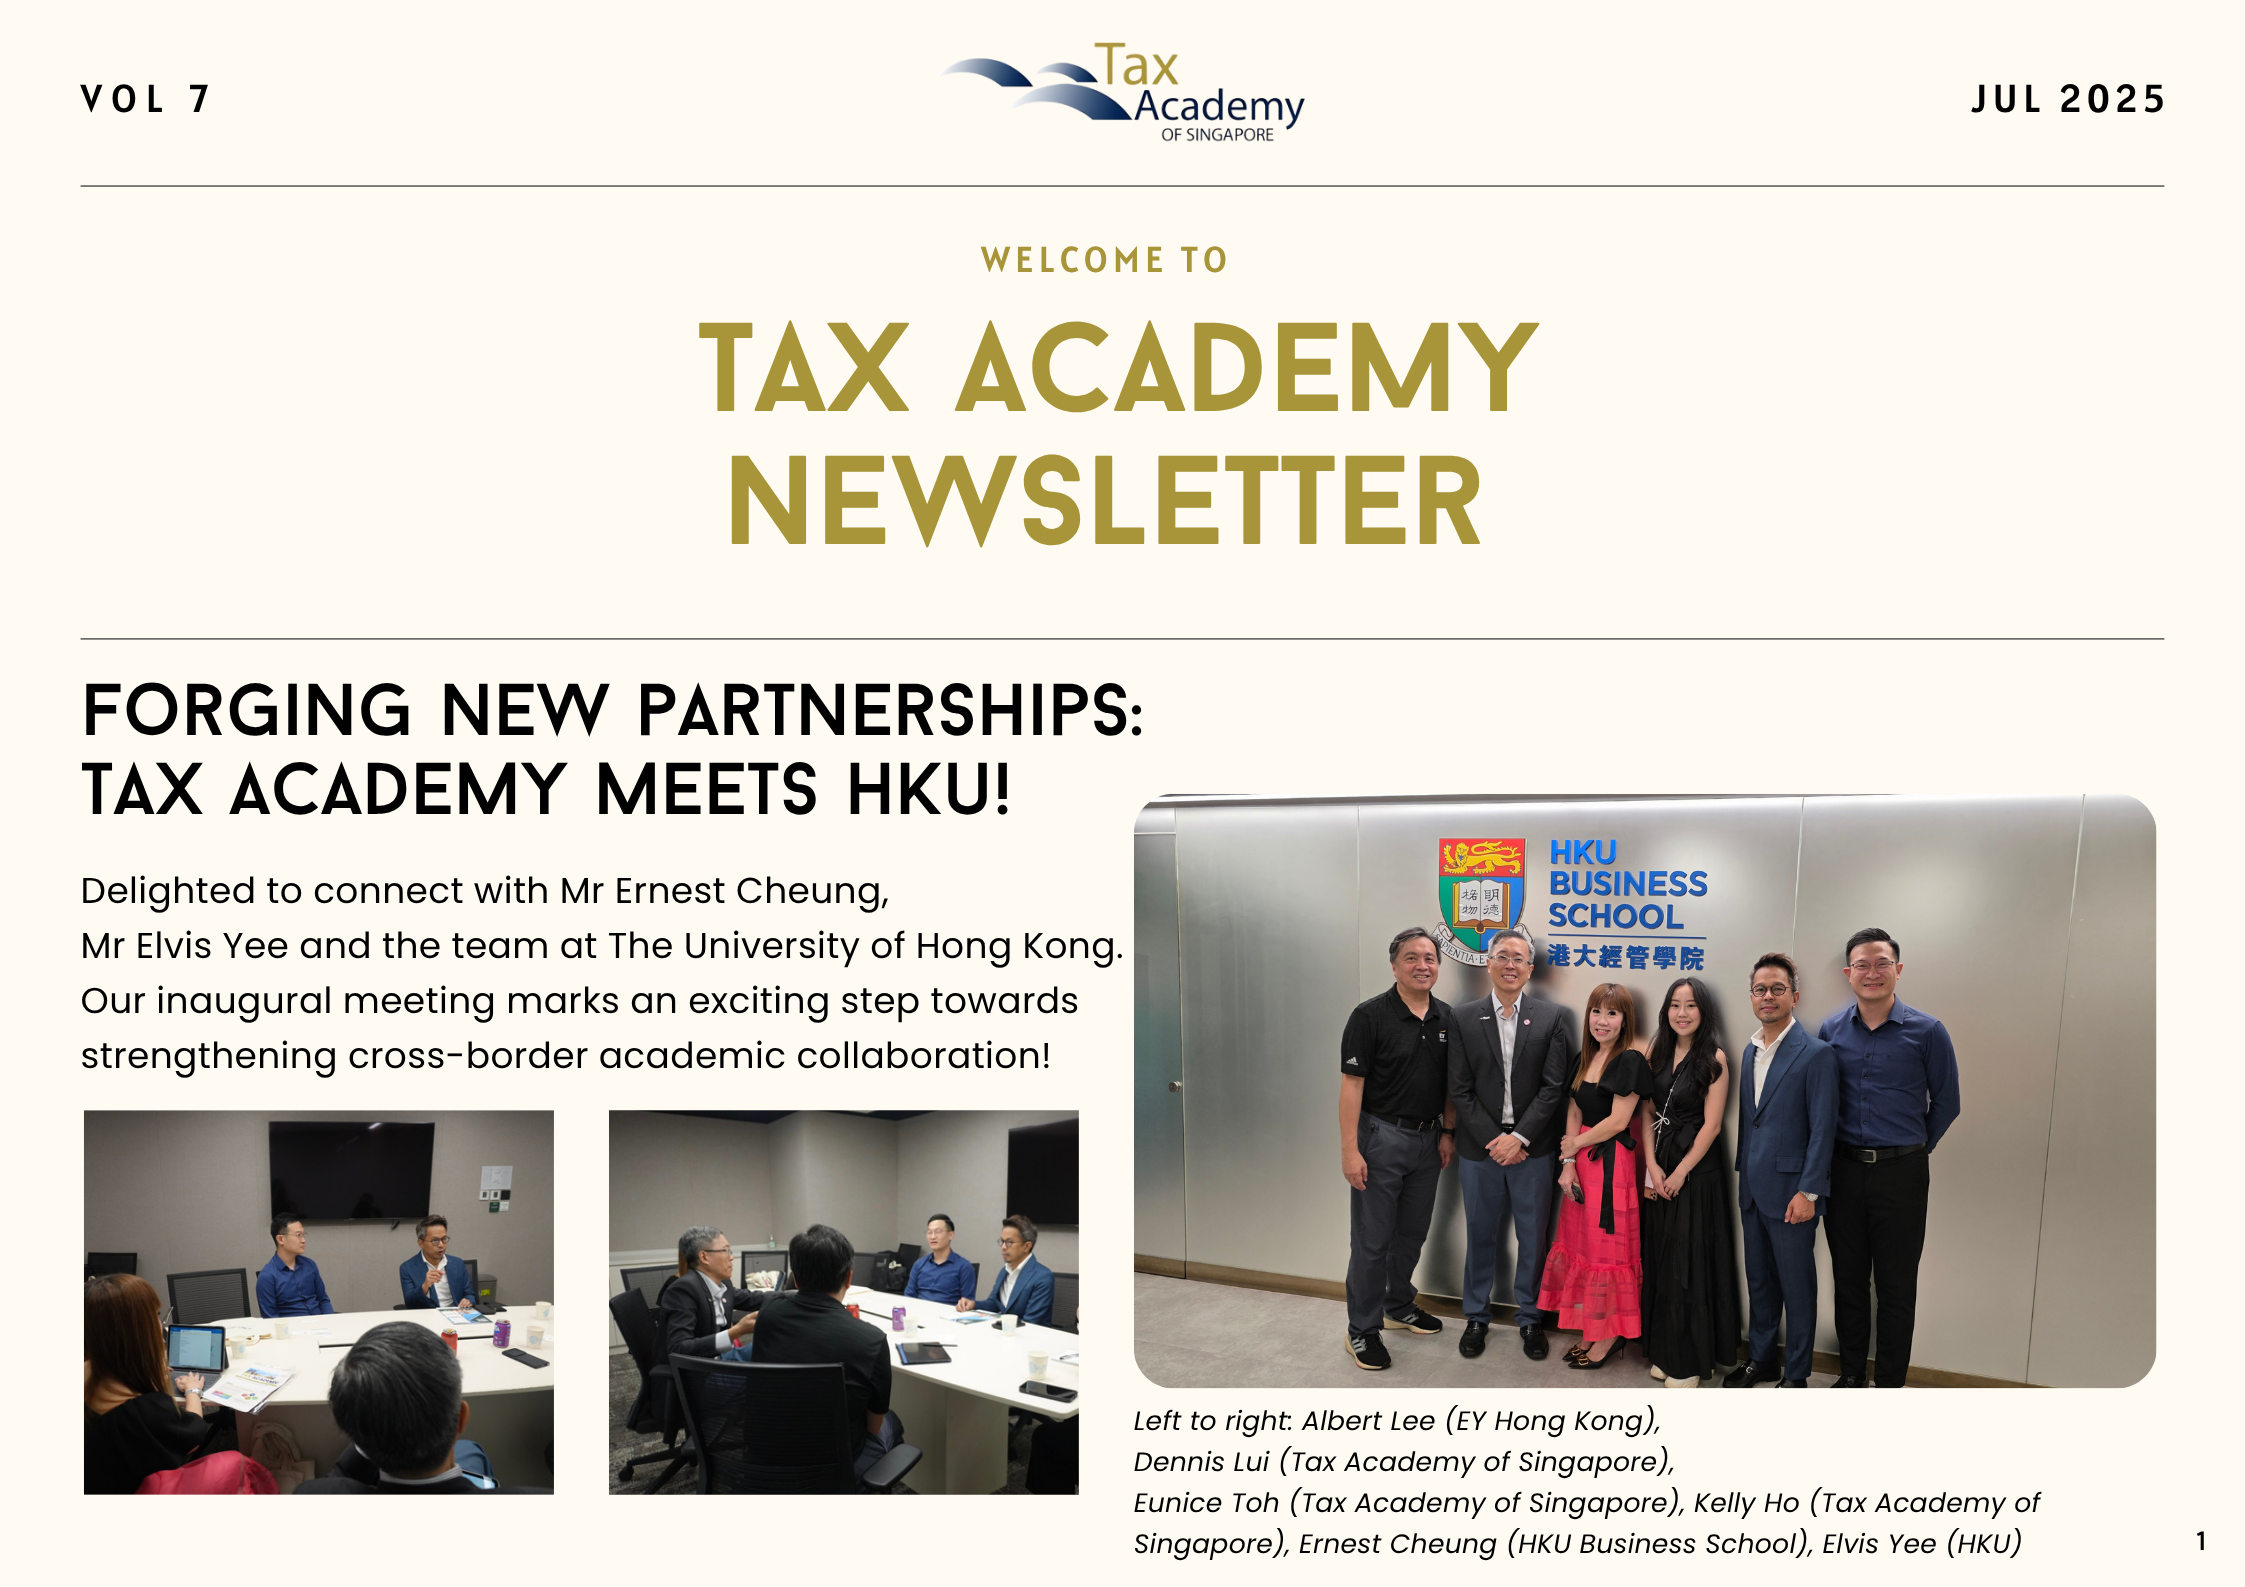 VOL 7
Tax
Academy
OF SINGAPORE
JUL 2025
WELCOME TO
TAX ACADEMY
NEWSLETTER
FORGING NEW PARTNERSHIPS:
TAX ACADEMY MEETS HKU!
Delighted to connect with Mr Ernest Cheung,
Mr Elvis Yee and the team at The University of Hong Kong.
Our inaugural meeting marks an exciting step towards
strengthening cross-border academic collaboration!
HKU
BUSINESS
SCHOOL
港大經管學院
明德
格物
SAPIENTIA
Left to right: Albert Lee (EY Hong Kong),
Dennis Lui (Tax Academy of Singapore),
Eunice Toh (Tax Academy of Singapore), Kelly Ho (Tax Academy of
Singapore), Ernest Cheung (HKU Business School), Elvis Yee (HKU)
1